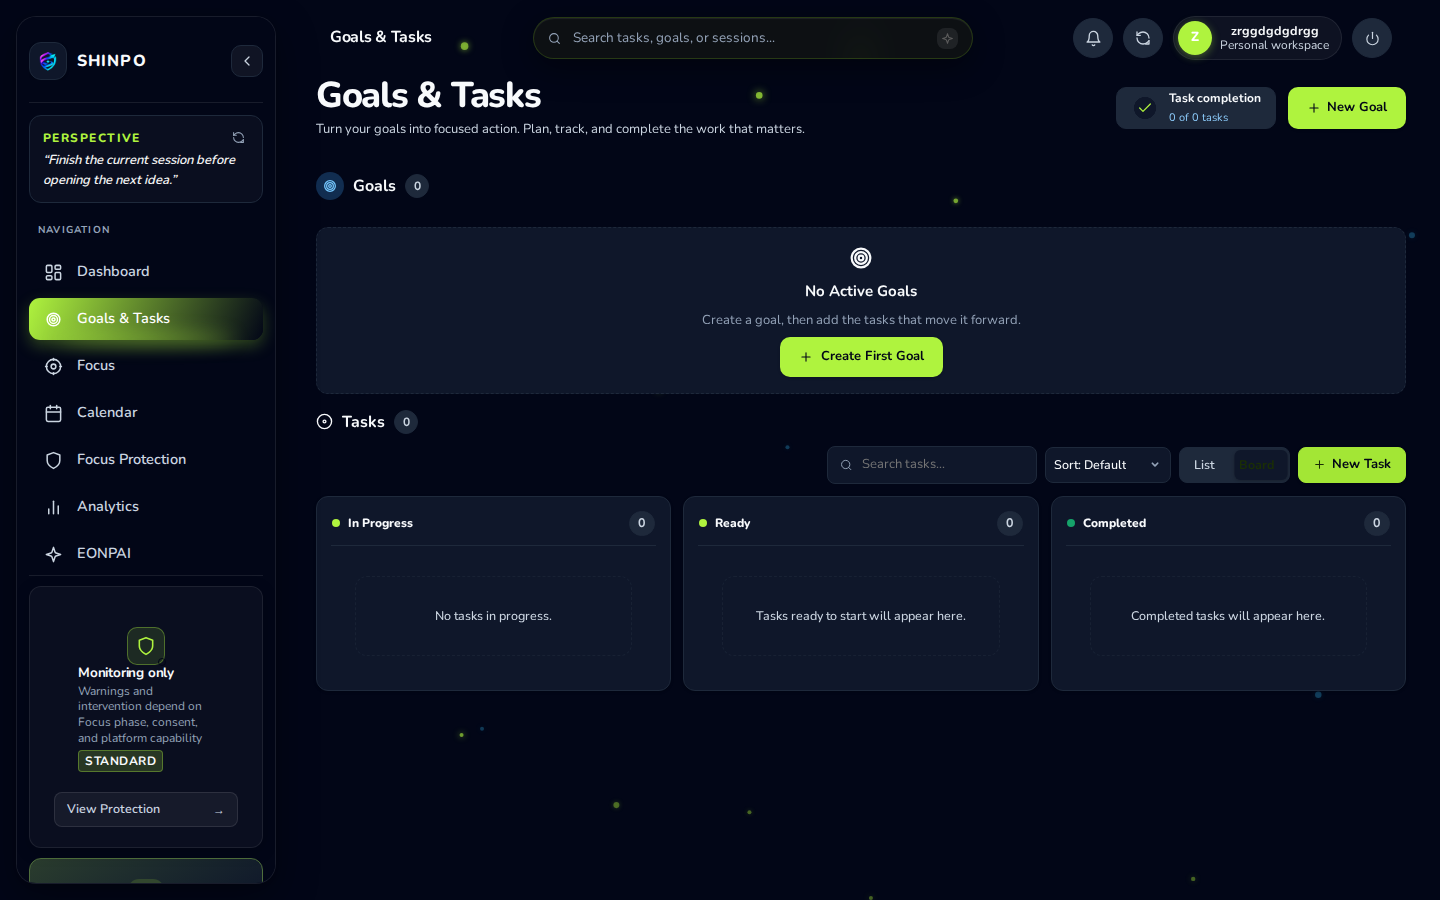 SHINPO
PERSPECTIVE
“Finish the current session before
opening the next idea.”
NAVIGATION
Dashboard
Goals & Tasks
Focus
Calendar
Focus Protection
Analytics
EONPAI
Monitoring only
Warnings and
intervention depend on
Focus phase, consent,
and platform capability
STANDARD
View Protection →
Goals & Tasks
Search tasks, goals, or sessions...
Z
zrggdgdgdrgg
Personal workspace
Goals & Tasks
Turn your goals into focused action. Plan, track, and complete the work that matters.
Task completion
0 of 0 tasks
+ New Goal
Goals 0
No Active Goals
Create a goal, then add the tasks that move it forward.
+ Create First Goal
Tasks 0
Search tasks...
Sort: Default
List
Board
+ New Task
In Progress 0
No tasks in progress.
Ready 0
Tasks ready to start will appear here.
Completed 0
Completed tasks will appear here.